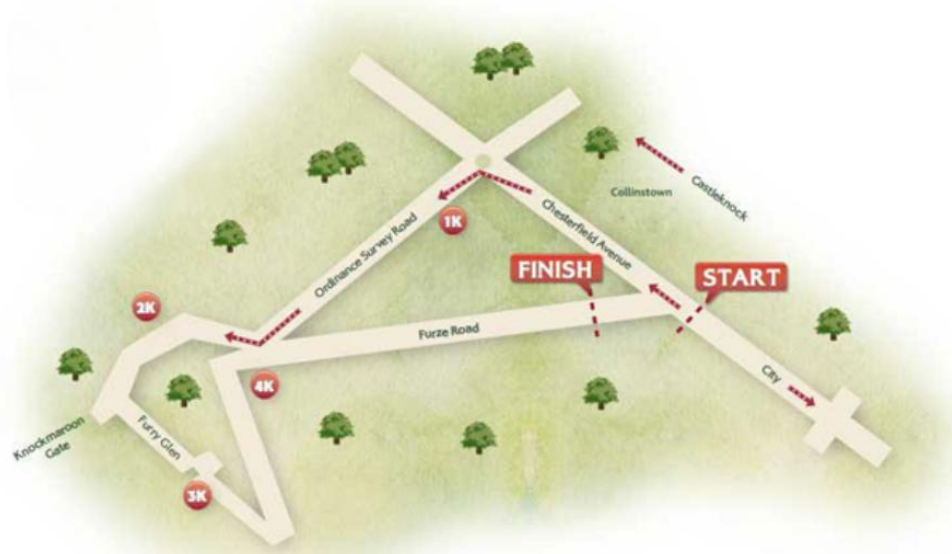 Castleknock
Collinstown
1K
Ordinance Survey Road
Chesterfield Avenue
FINISH
START
2K
Furze Road
City
4K
Knockmaroon
Gate
Furry Glen
3K